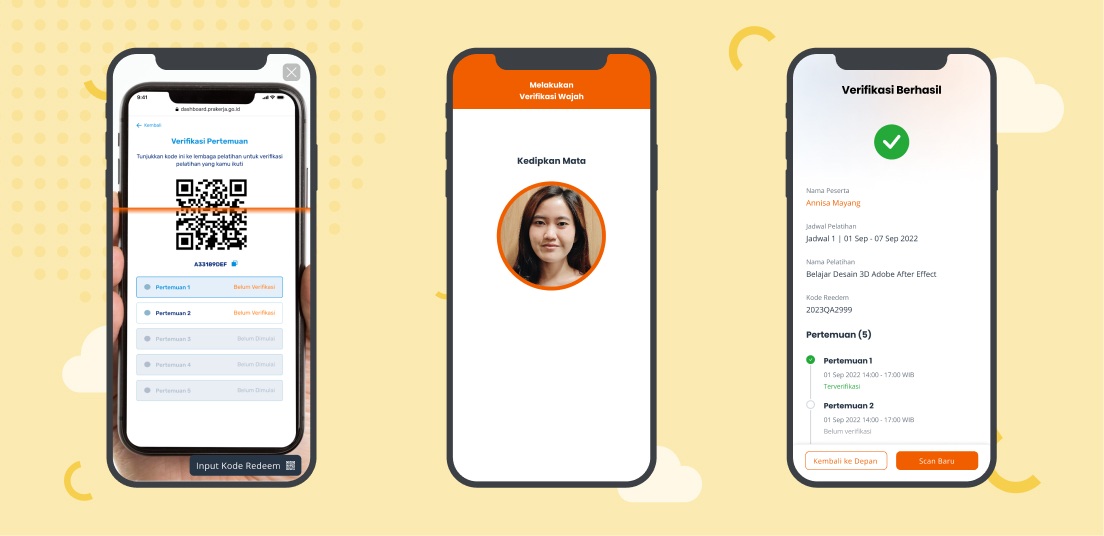 9:41
dashboard.prakerja.go.id
Kembali
Verifikasi Pertemuan
Tunjukkan kode ini ke lembaga pelatihan untuk verifikasi
pelatihan yang kamu ikuti
A331B9DEF
Pertemuan 1 Belum Verifikasi
Pertemuan 2 Belum Verifikasi
Pertemuan 3 Belum Dimulai
Pertemuan 4 Belum Dimulai
Pertemuan 5 Belum Dimulai
Input Kode Redeem
Melakukan
Verifikasi Wajah
Kedipkan Mata
Verifikasi Berhasil
Nama Peserta
Annisa Mayang
Jadwal Pelatihan
Jadwal 1 | 01 Sep - 07 Sep 2022
Nama Pelatihan
Belajar Desain 3D Adobe After Effect
Kode Reedem
2023QA2999
Pertemuan (5)
Pertemuan 1
01 Sep 2022 14:00 - 17:00 WIB
Terverifikasi
Pertemuan 2
01 Sep 2022 14:00 - 17:00 WIB
Belum verifikasi
Kembali ke Depan
Scan Baru